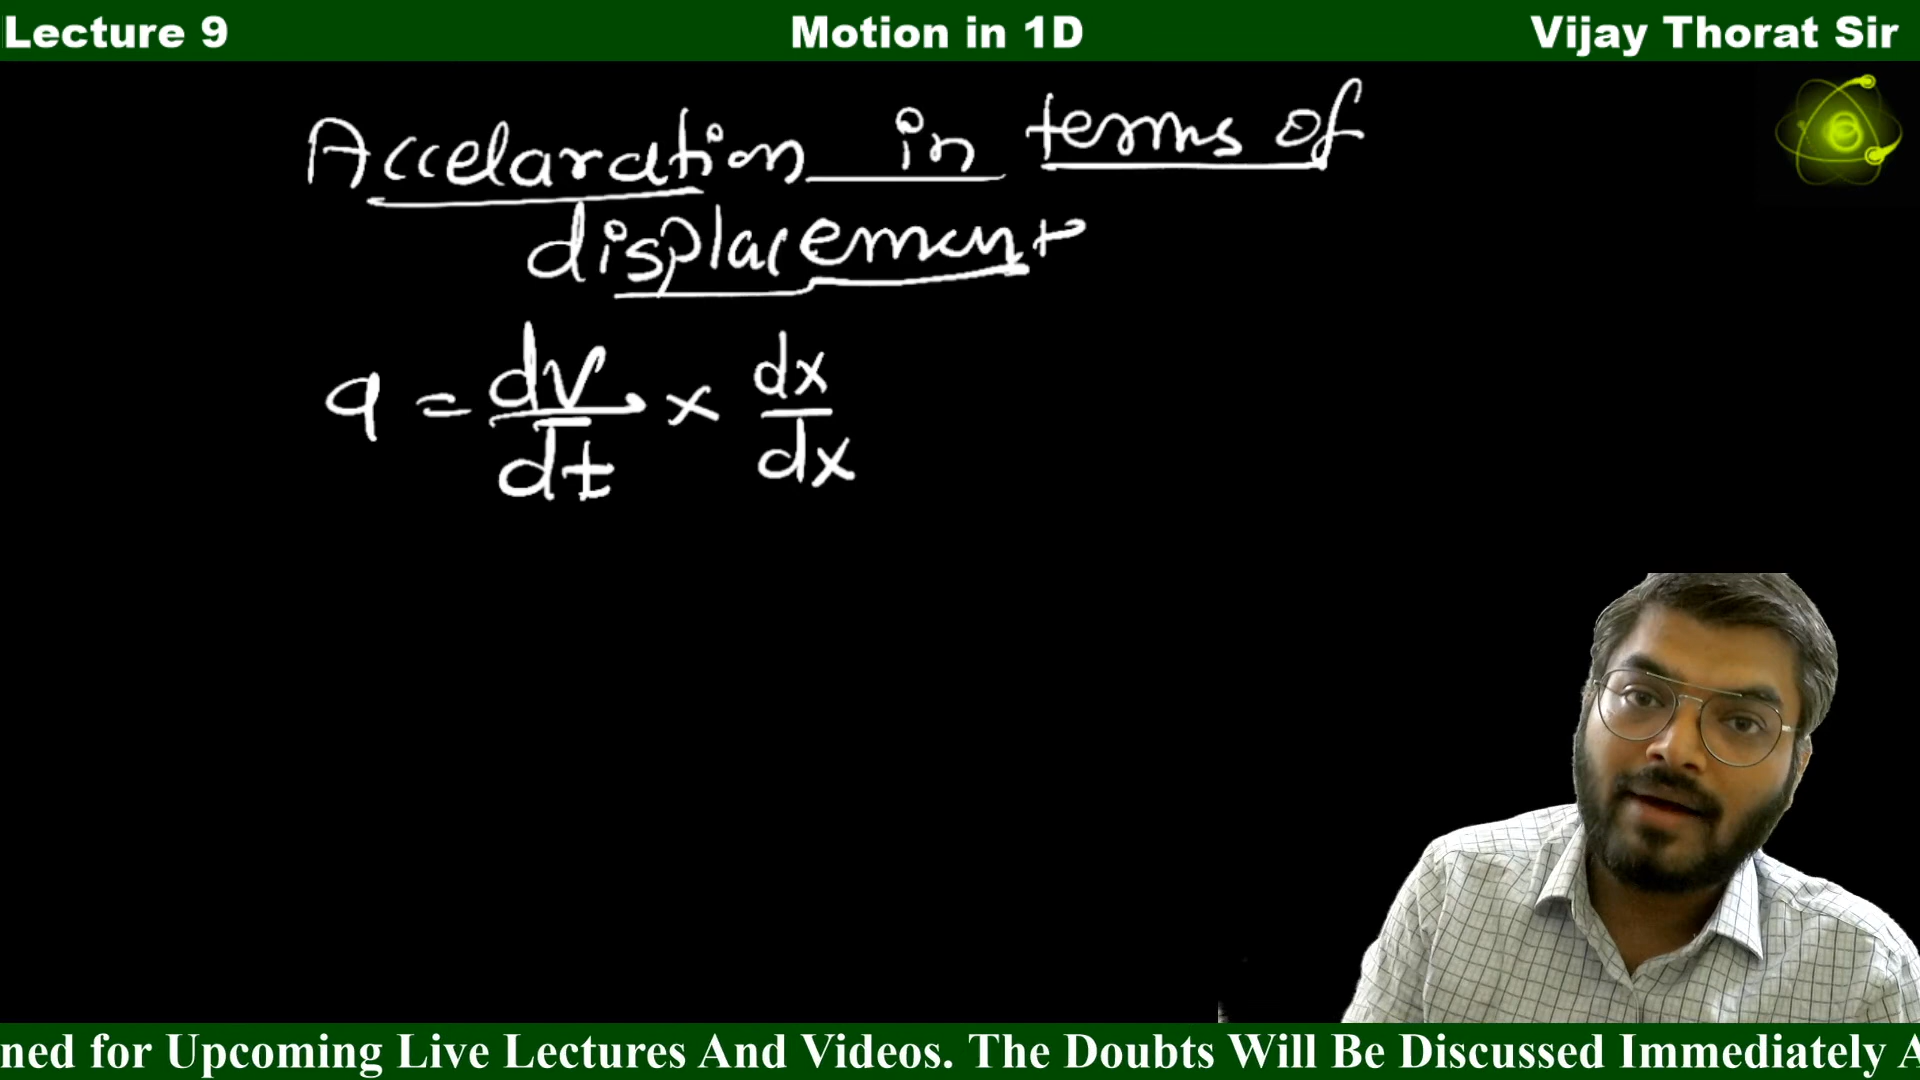 Lecture 9 Motion in 1D Vijay Thorat Sir
Accelaration in terms of
displacement
a = dv/dt × dx/dx
ned for Upcoming Live Lectures And Videos. The Doubts Will Be Discussed Immediately A